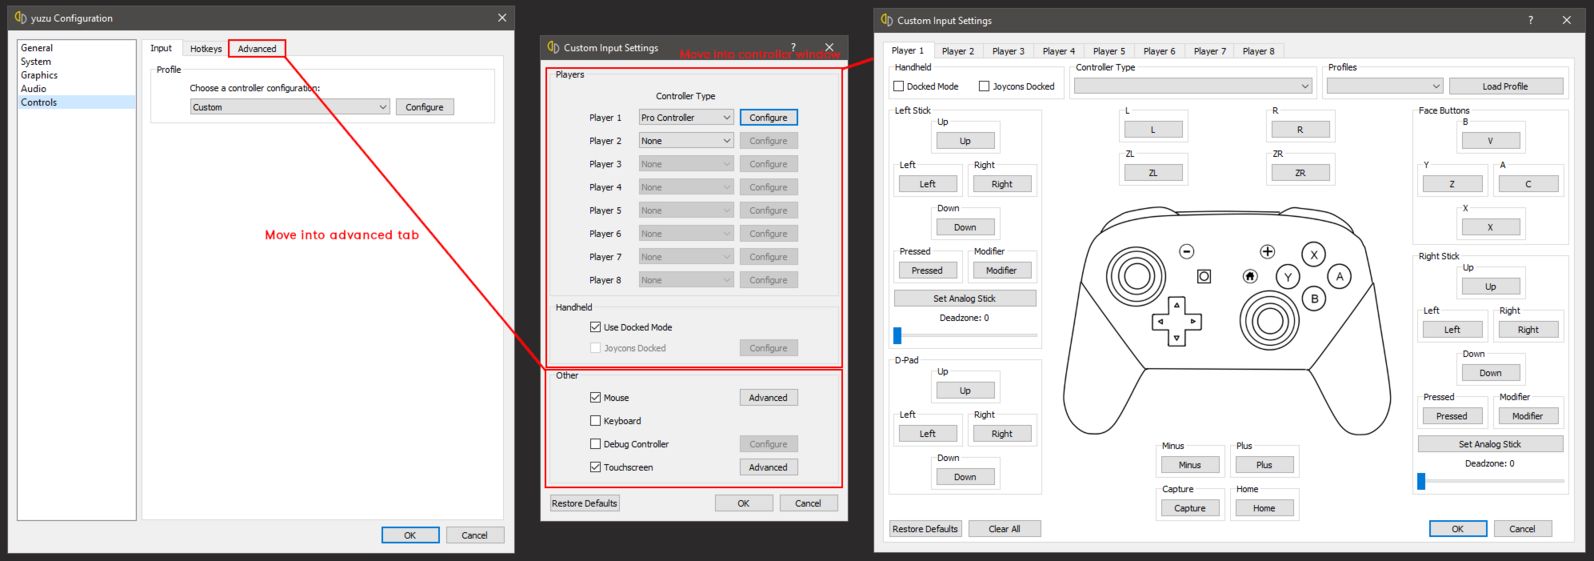 yuzu Configuration
General
System
Graphics
Audio
Controls
Input
Hotkeys
Advanced
Profile
Choose a controller configuration:
Custom
Configure
OK
Cancel
Move into advanced tab
Custom Input Settings
?
Move into controller window
Players
Controller Type
Player 1
Pro Controller
Configure
Player 2
None
Configure
Player 3
None
Configure
Player 4
None
Configure
Player 5
None
Configure
Player 6
None
Configure
Player 7
None
Configure
Player 8
None
Configure
Handheld
Use Docked Mode
Joycons Docked
Configure
Other
Mouse
Advanced
Keyboard
Debug Controller
Configure
Touchscreen
Advanced
Restore Defaults
OK
Cancel
Custom Input Settings
?
Player 1
Player 2
Player 3
Player 4
Player 5
Player 6
Player 7
Player 8
Handheld
Docked Mode
Joycons Docked
Controller Type
Profiles
Load Profile
Left Stick
Up
Up
Left
Left
Right
Right
Down
Down
Pressed
Pressed
Modifier
Modifier
Set Analog Stick
Deadzone: 0
D-Pad
Up
Up
Left
Left
Right
Right
Down
Down
L
L
R
R
ZL
ZL
ZR
ZR
X
Y
A
B
Minus
Minus
Plus
Plus
Capture
Capture
Home
Home
Face Buttons
B
V
Y
Z
A
C
X
X
Right Stick
Up
Up
Left
Left
Right
Right
Down
Down
Pressed
Pressed
Modifier
Modifier
Set Analog Stick
Deadzone: 0
Restore Defaults
Clear All
OK
Cancel